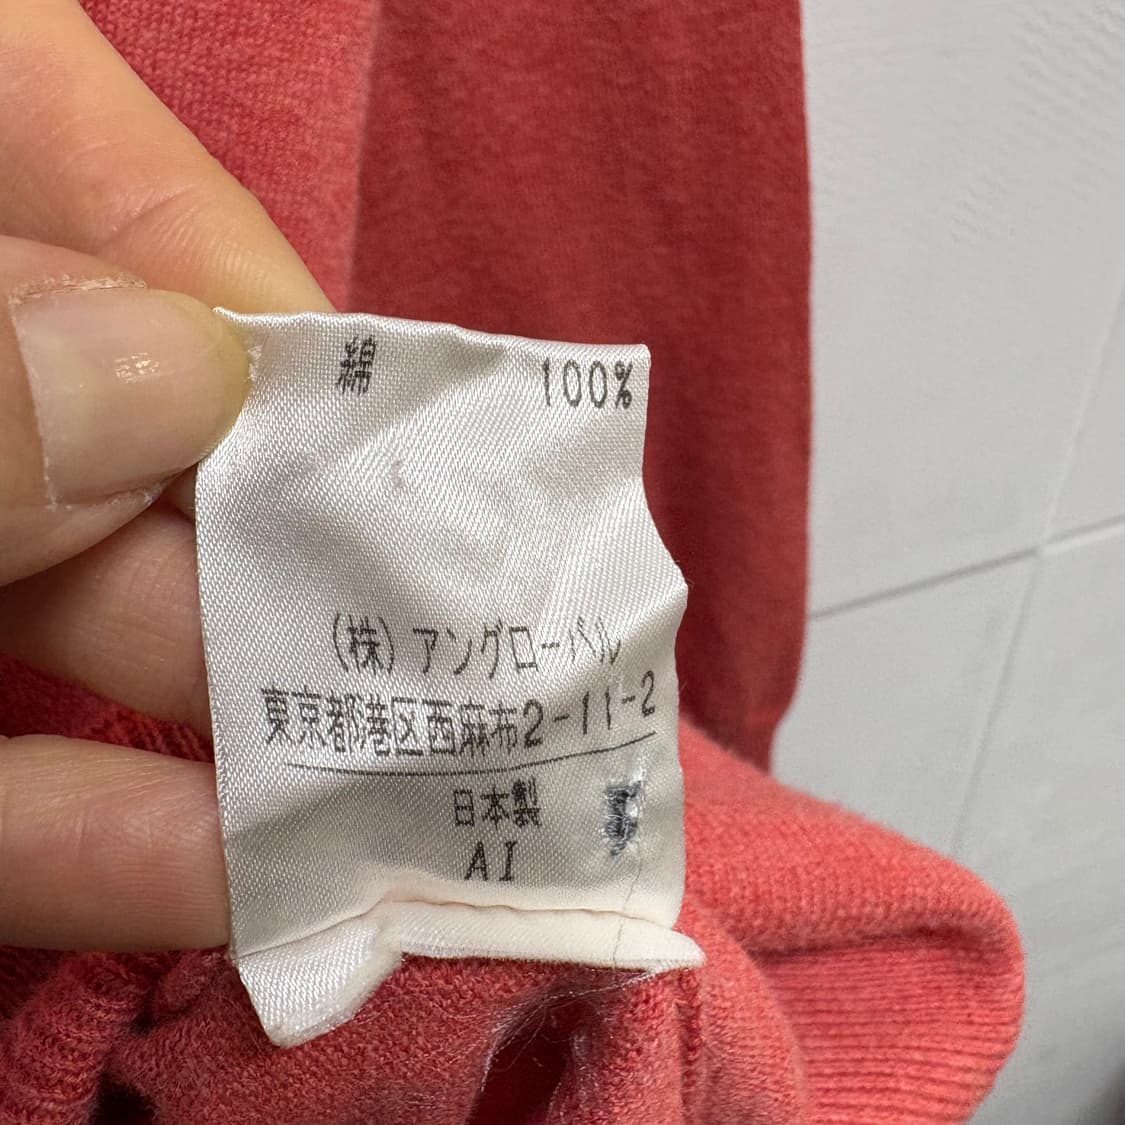 綿 100%
(株) アングローバル
東京都港区西麻布2-11-2
日本製
AI